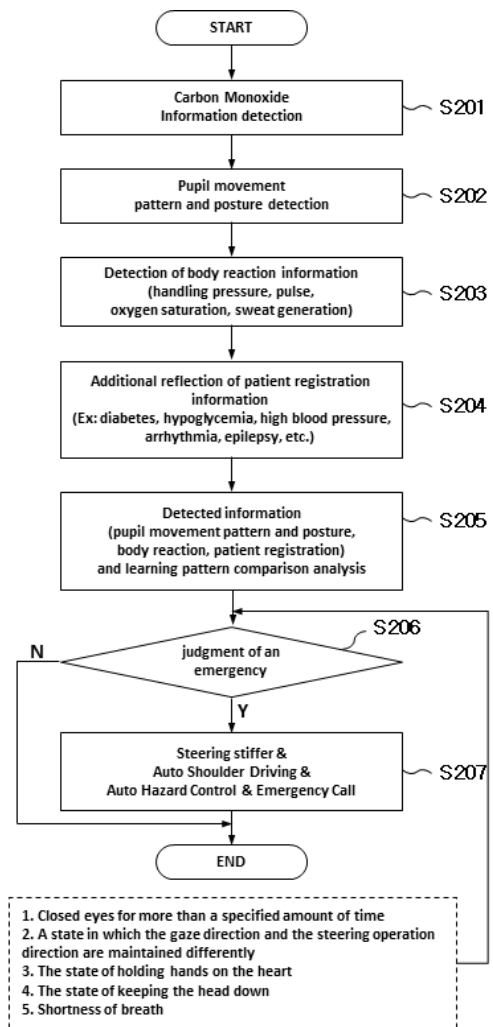 START
Carbon Monoxide
Information detection
S201
Pupil movement
pattern and posture detection
S202
Detection of body reaction information
(handling pressure, pulse,
oxygen saturation, sweat generation)
S203
Additional reflection of patient registration
information
(Ex: diabetes, hypoglycemia, high blood pressure,
arrhythmia, epilepsy, etc.)
S204
Detected information
(pupil movement pattern and posture,
body reaction, patient registration)
and learning pattern comparison analysis
S205
S206
N
judgment of an
emergency
Y
Steering stiffer &
Auto Shoulder Driving &
Auto Hazard Control & Emergency Call
S207
END
1. Closed eyes for more than a specified amount of time
2. A state in which the gaze direction and the steering operation
direction are maintained differently
3. The state of holding hands on the heart
4. The state of keeping the head down
5. Shortness of breath